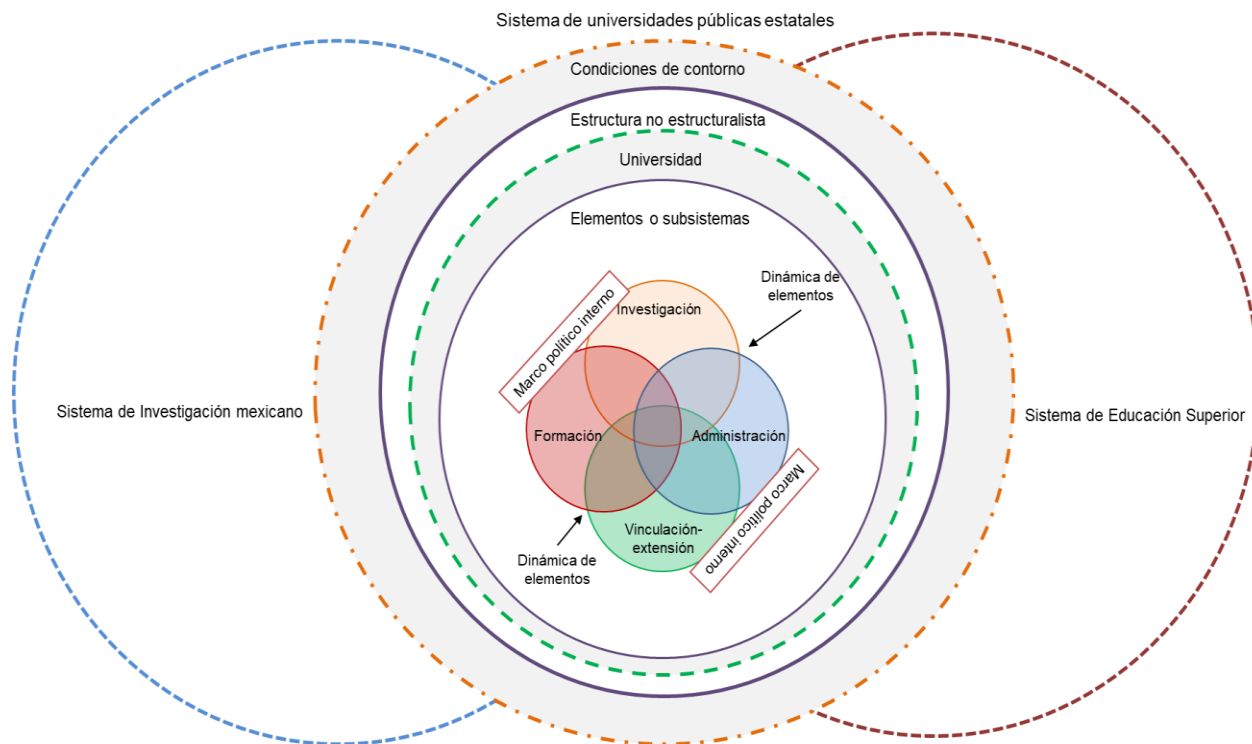 Sistema de universidades públicas estatales
Condiciones de contorno
Estructura no estructuralista
Universidad
Elementos o subsistemas
Dinámica de
elementos
Investigación
Marco político interno
Sistema de Investigación mexicano
Formación
Administración
Sistema de Educación Superior
Marco político interno
Vinculación-
extensión
Dinámica de
elementos